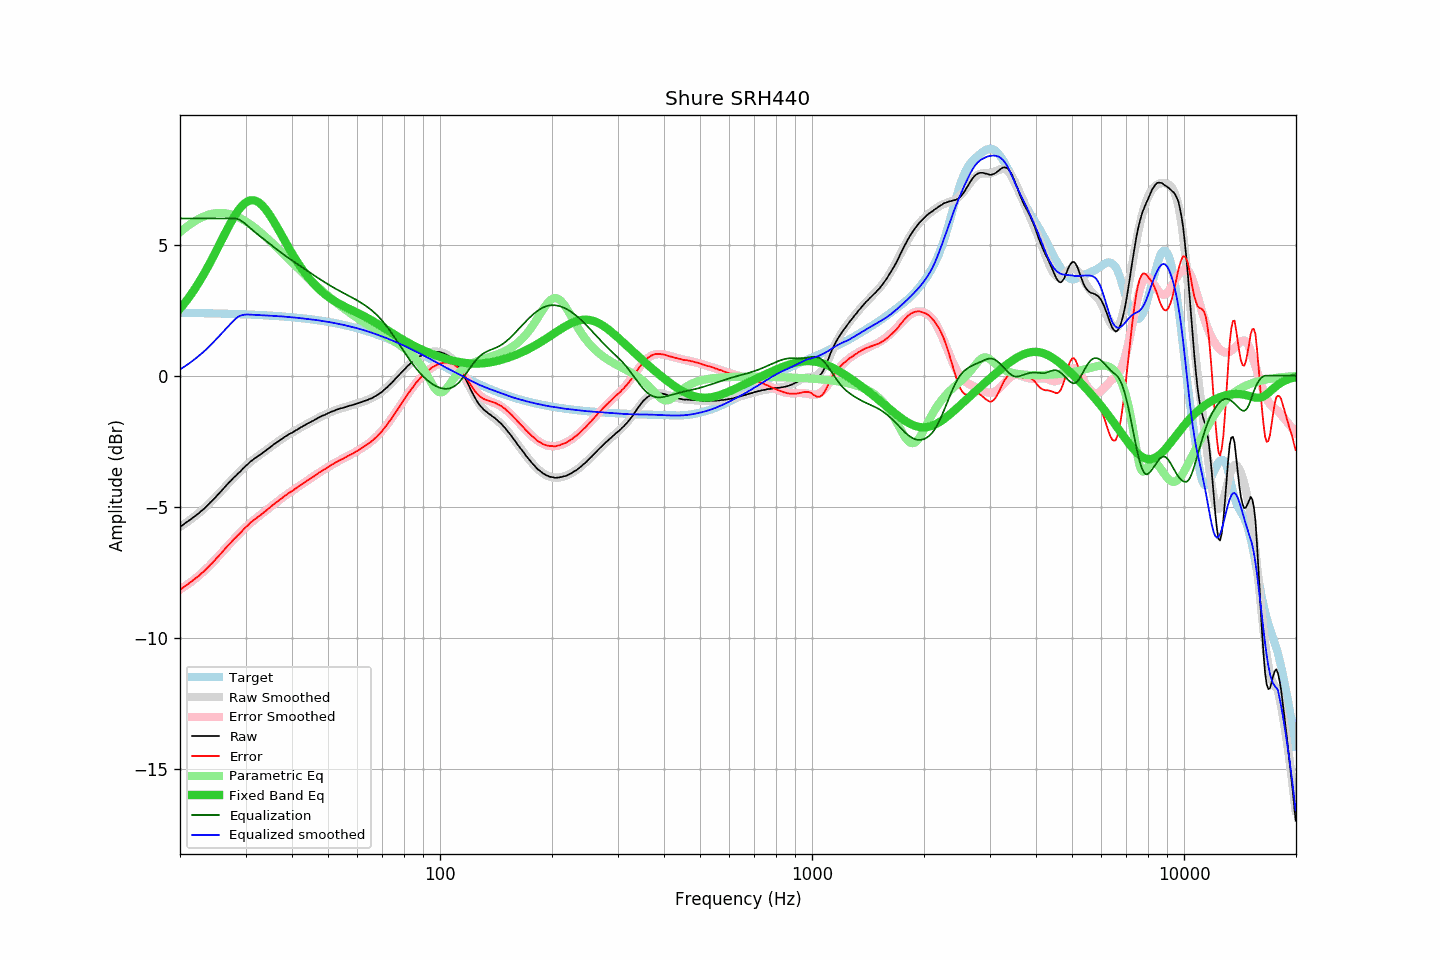 Shure SRH440
Amplitude (dBr)
5
0
−5
−10
−15
Target
Raw Smoothed
Error Smoothed
Raw
Error
Parametric Eq
Fixed Band Eq
Equalization
Equalized smoothed
100 1000 10000
Frequency (Hz)